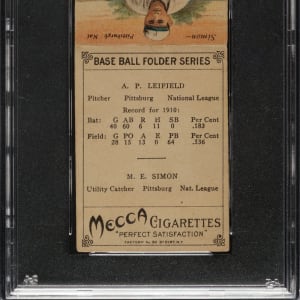 SIMON—
Pittsburg Nat
BASE BALL FOLDER SERIES
A. P. LEIFIELD
Pitcher Pittsburg National League
Record for 1910:
Bat: G AB R H SB Per Cent
40 60 6 11 0 .183
Field: G PO A E PB Per Cent
28 15 13 0 64 .336
M. E. SIMON
Utility Catcher Pittsburg Nat. League
MECCA CIGARETTES
"PERFECT SATISFACTION"